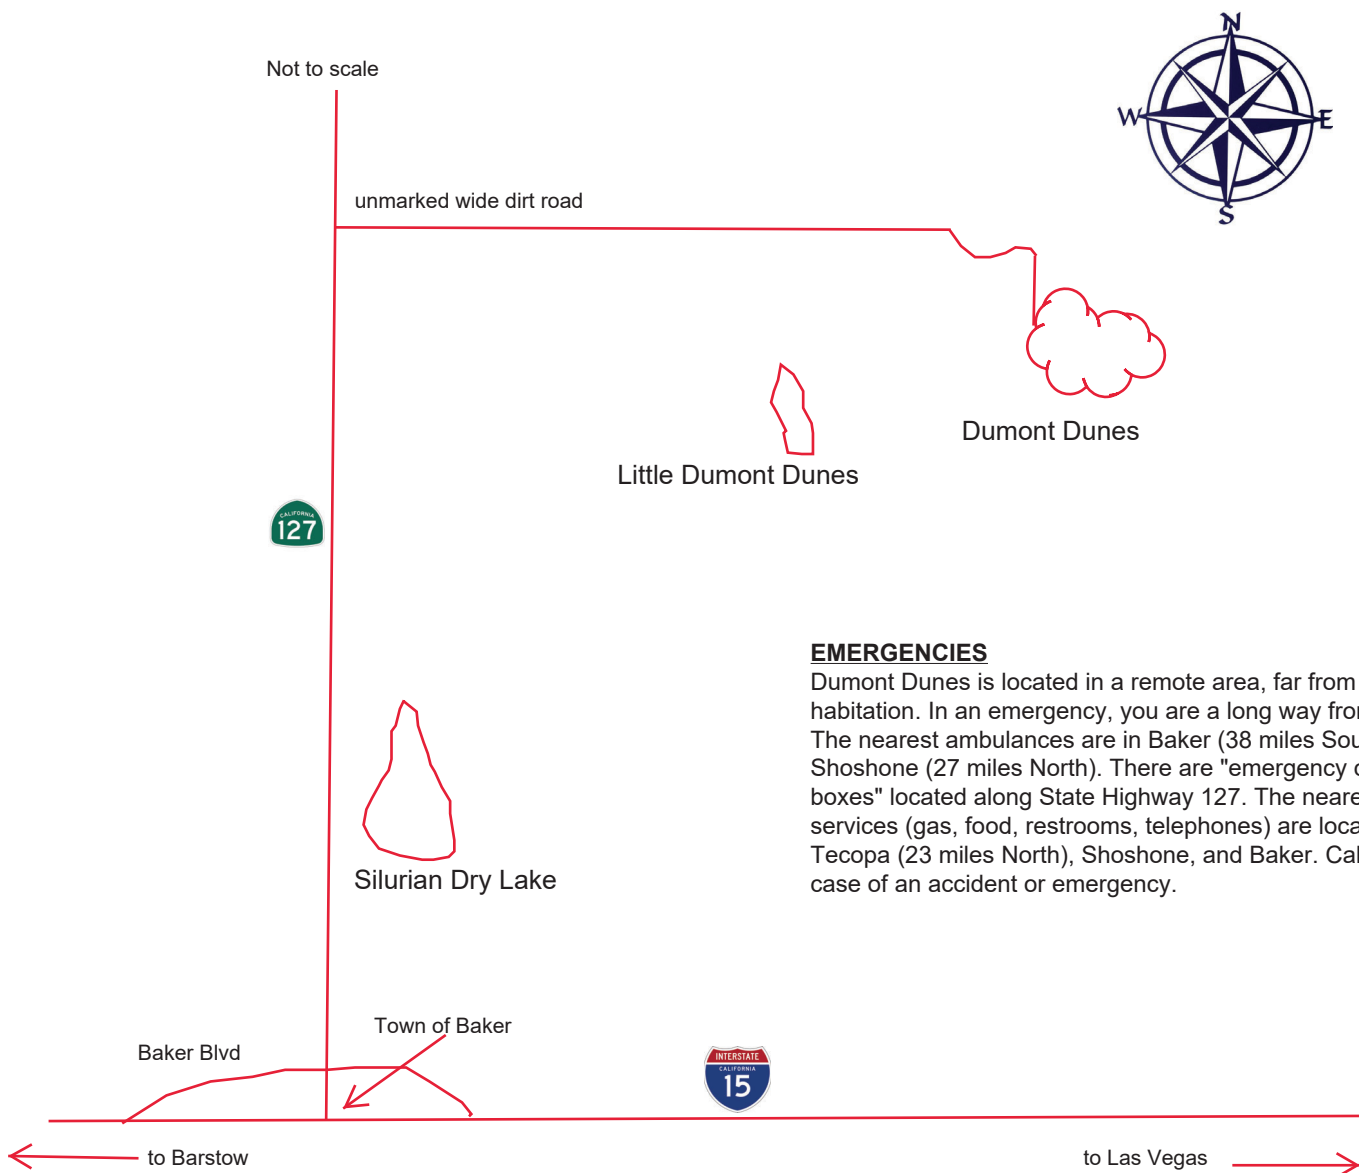 N
Not to scale
W
E
unmarked wide dirt road
S
Dumont Dunes
Little Dumont Dunes
CALIFORNIA
127
EMERGENCIES
Dumont Dunes is located in a remote area, far from
habitation. In an emergency, you are a long way
The nearest ambulances are in Baker (38 miles
Shoshone (27 miles North). There are "emergency
boxes" located along State Highway 127. The
services (gas, food, restrooms, telephones) are
Tecopa (23 miles North), Shoshone, and Baker.
case of an accident or emergency.
Silurian Dry Lake
Town of Baker
Baker Blvd
INTERSTATE
CALIFORNIA
15
to Barstow
to Las Vegas